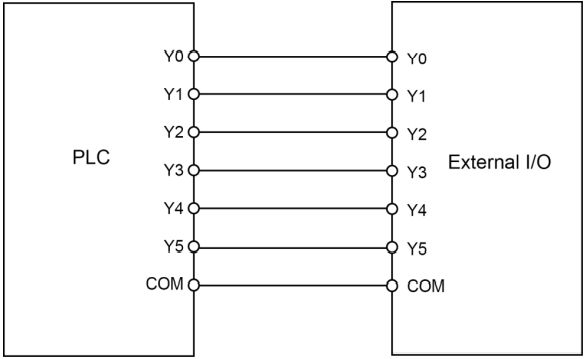 Y0 Y0
Y1 Y1
Y2 Y2
PLC
Y3 Y3
External I/O
Y4 Y4
Y5 Y5
COM COM